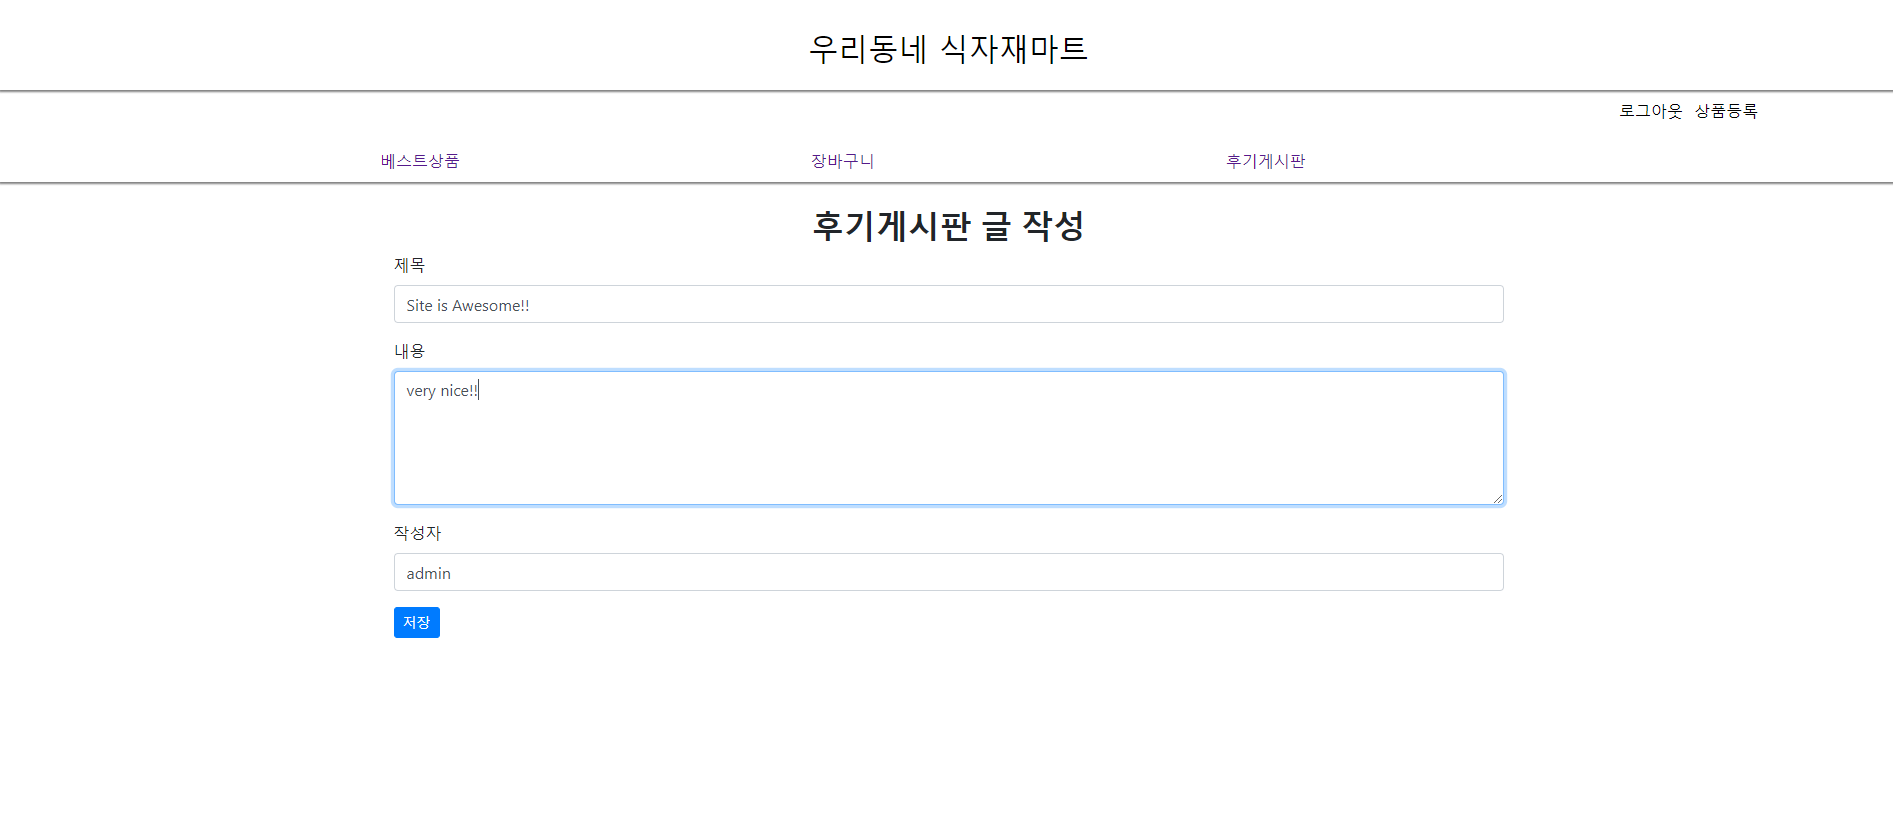 우리동네 식자재마트
로그아웃 상품등록
베스트상품 장바구니 후기게시판
후기게시판 글 작성
제목
Site is Awesome!!
내용
very nice!!
작성자
admin
저장